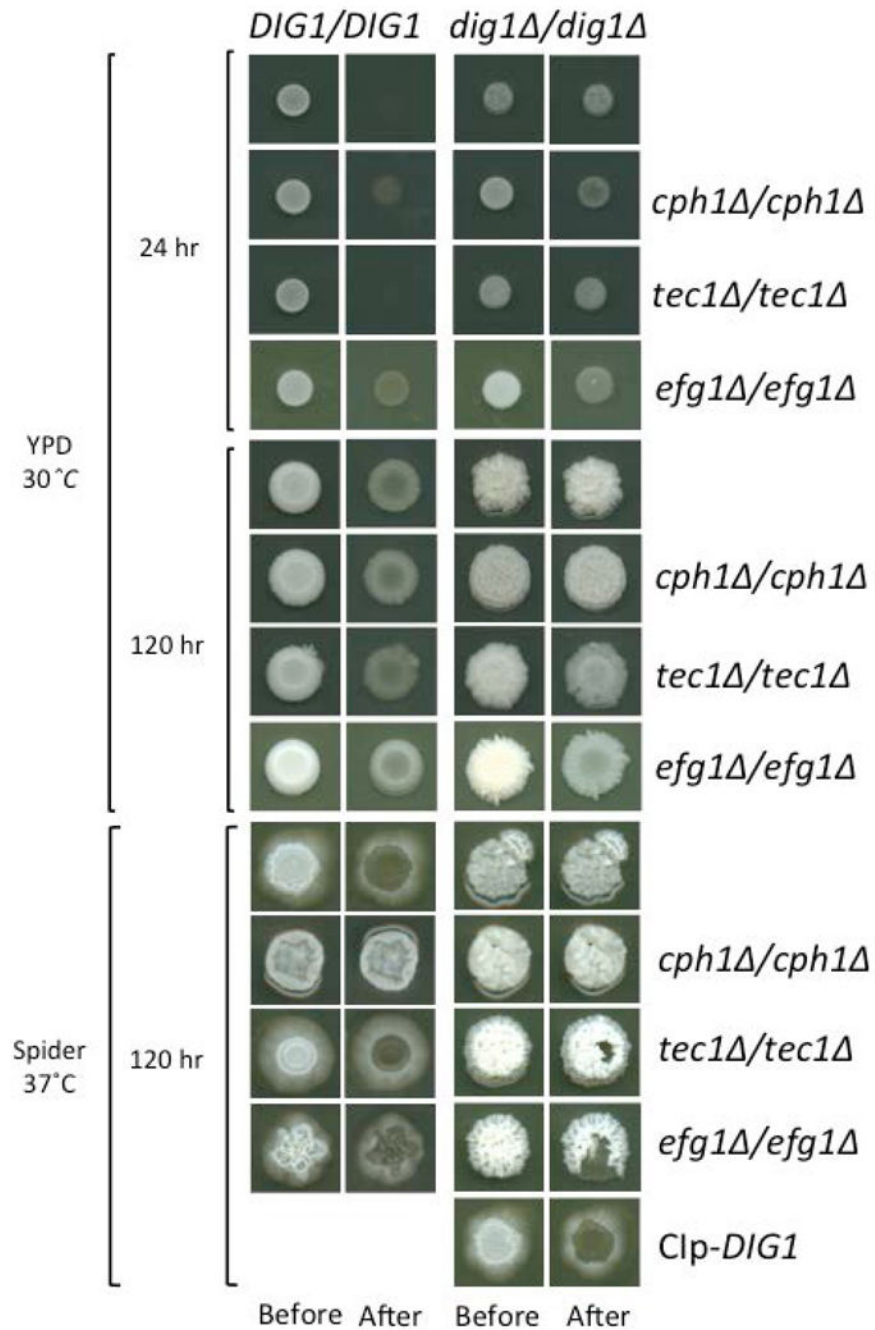 DIG1/DIG1 dig1Δ/dig1Δ
cph1Δ/cph1Δ
24 hr
tec1Δ/tec1Δ
efg1Δ/efg1Δ
YPD
30˚C
cph1Δ/cph1Δ
120 hr
tec1Δ/tec1Δ
efg1Δ/efg1Δ
cph1Δ/cph1Δ
Spider
37˚C
120 hr
tec1Δ/tec1Δ
efg1Δ/efg1Δ
CIp-DIG1
Before After Before After